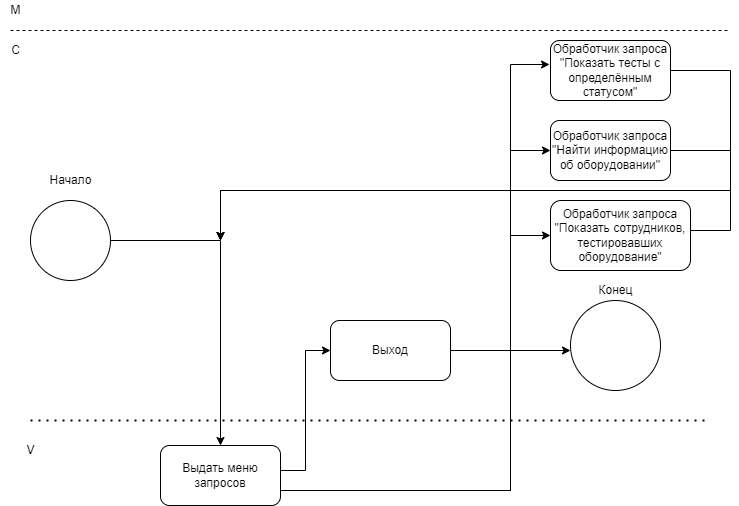 M
C
Обработчик запроса
"Показать тесты с
определённым
статусом"
Обработчик запроса
"Найти информацию
об оборудовании"
Начало
Обработчик запроса
"Показать сотрудников,
тестировавших
оборудование"
Конец
Выход
V
Выдать меню
запросов